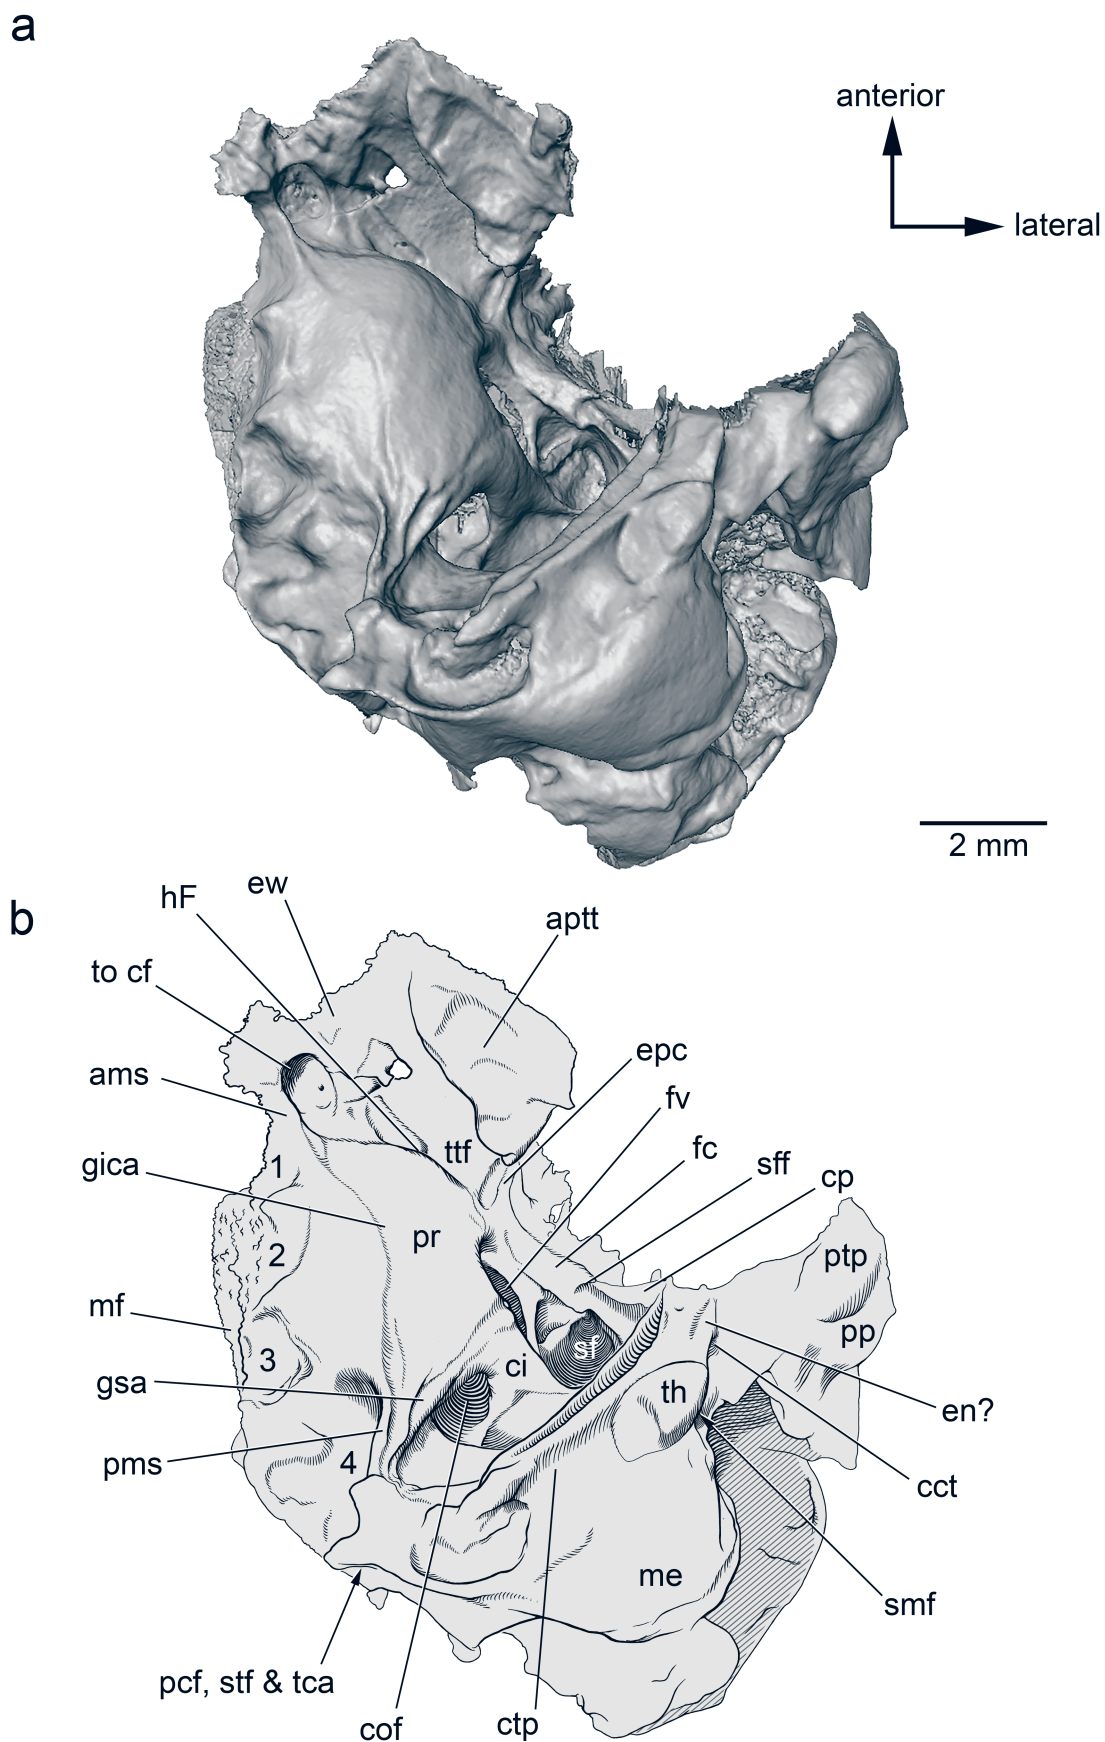 a
anterior
lateral
2 mm
b
hF
ew
aptt
to cf
epc
ams
fv
ttf
fc
gica
1
sff
cp
pr
2
ptp
mf
pp
3
sf
ci
gsa
th
en?
pms
4
cct
me
smf
pcf, stf & tca
cof
ctp